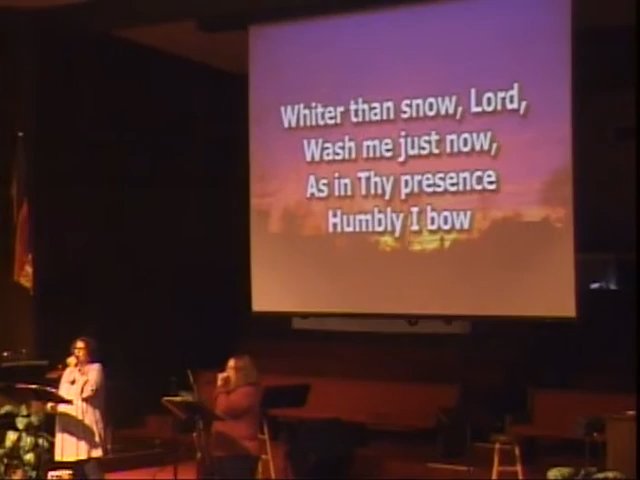 Whiter than snow, Lord,
Wash me just now,
As in Thy presence
Humbly I bow